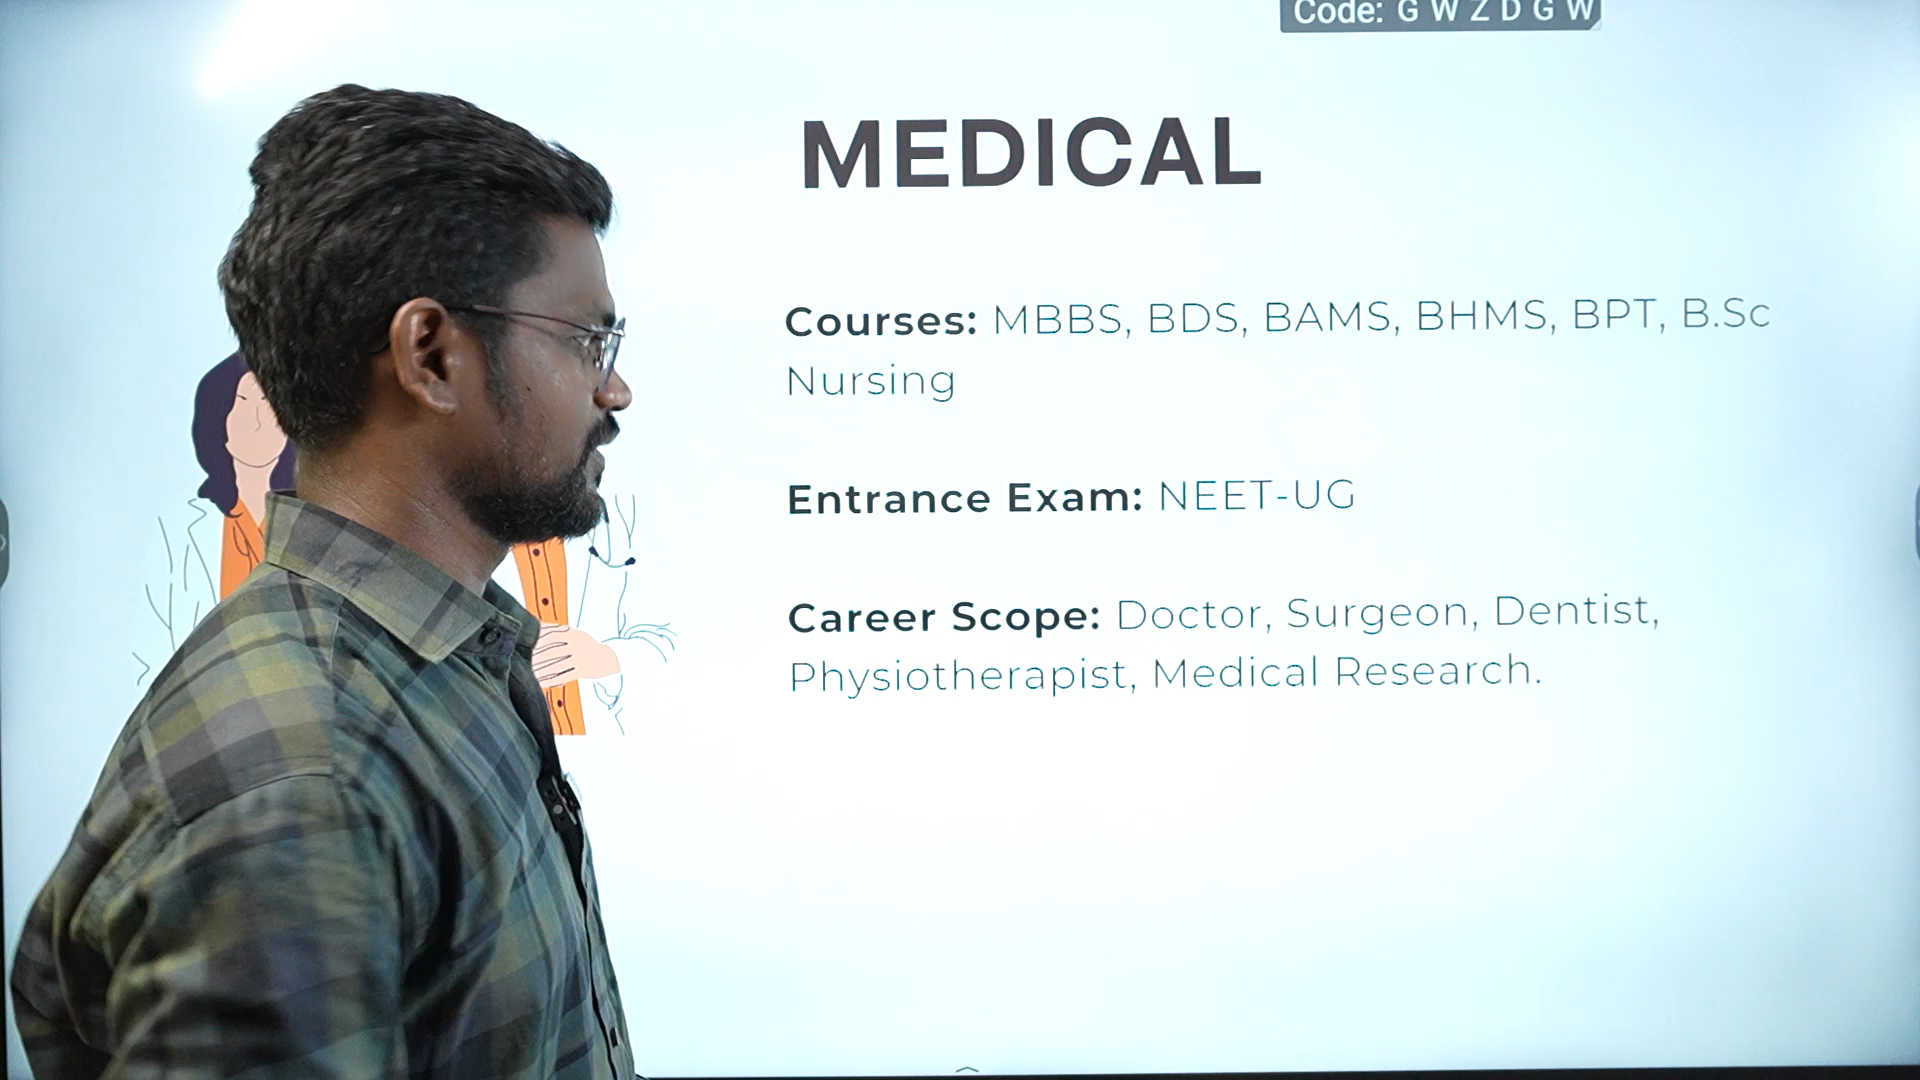 Code: G W Z D G W
MEDICAL
Courses: MBBS, BDS, BAMS, BHMS, BPT, B.Sc
Nursing
Entrance Exam: NEET-UG
Career Scope: Doctor, Surgeon, Dentist,
Physiotherapist, Medical Research.